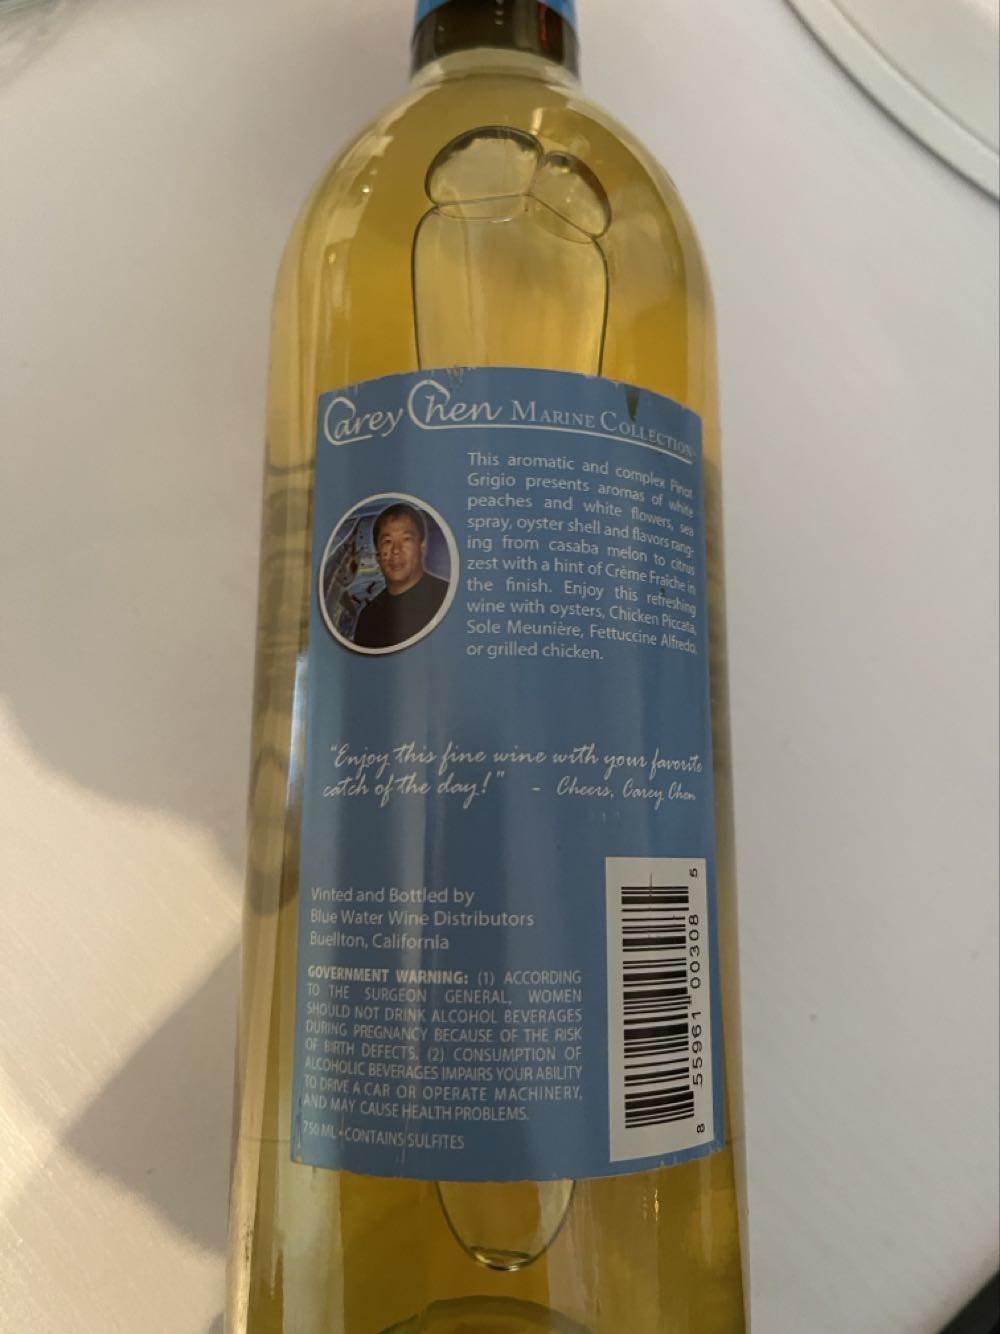 Carey Chen MARINE COLLECTION
This aromatic and complex Pinot
Grigio presents aromas of white
peaches and white flowers, sea
spray, oyster shell and flavors rang-
ing from casaba melon to citrus
zest with a hint of Crème Fraîche in
the finish. Enjoy this refreshing
wine with oysters, Chicken Piccata,
Sole Meunière, Fettuccine Alfredo,
or grilled chicken.
"Enjoy this fine wine with your favorite
catch of the day!" - Cheers, Carey Chen
Vinted and Bottled by
Blue Water Wine Distributors
Buellton, California
GOVERNMENT WARNING: (1) ACCORDING
TO THE SURGEON GENERAL, WOMEN
SHOULD NOT DRINK ALCOHOL BEVERAGES
DURING PREGNANCY BECAUSE OF THE RISK
OF BIRTH DEFECTS. (2) CONSUMPTION OF
ALCOHOLIC BEVERAGES IMPAIRS YOUR ABILITY
TO DRIVE A CAR OR OPERATE MACHINERY,
AND MAY CAUSE HEALTH PROBLEMS.
750 ML • CONTAINS SULFITES
8 55961 00308 5